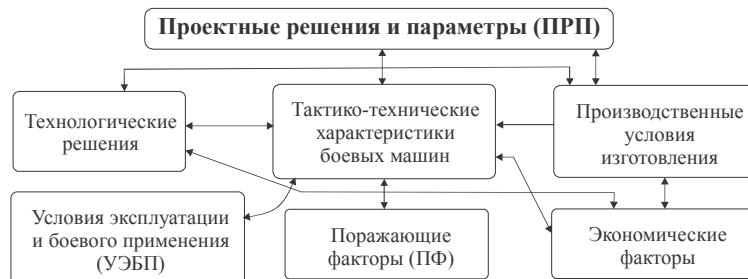 Проектные решения и параметры (ПРП)
Технологические
решения
Тактико-технические
характеристики
боевых машин
Производственные
условия
изготовления
Условия эксплуатации
и боевого применения
(УЭБП)
Поражающие
факторы (ПФ)
Экономические
факторы